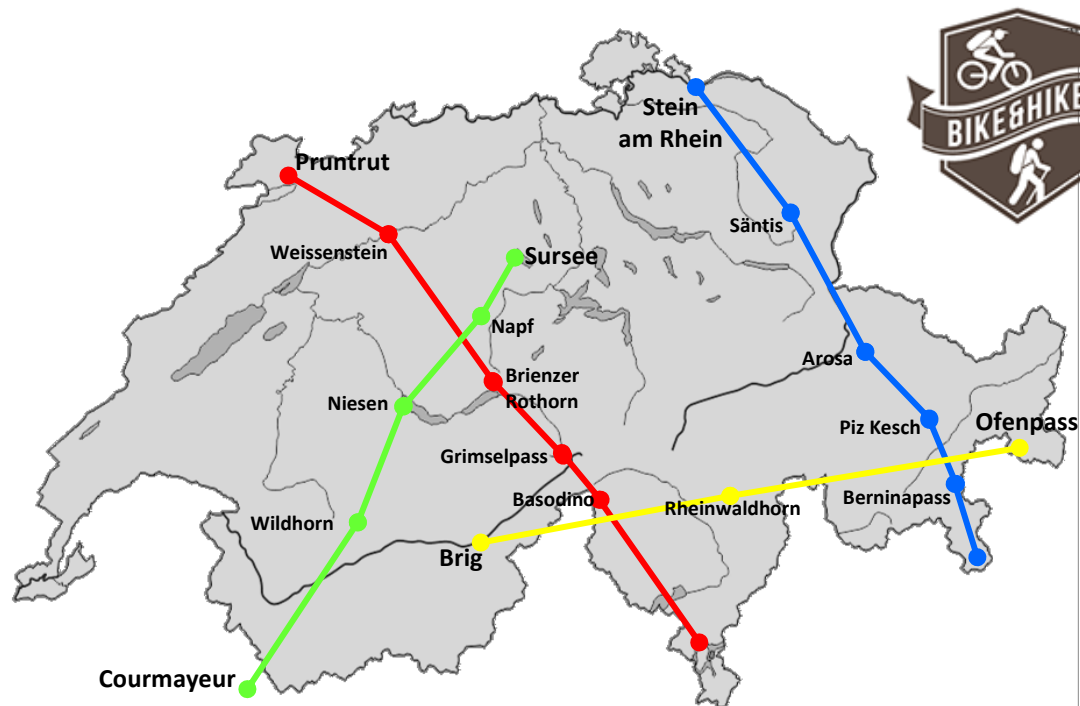 BIKE&HIKE
Stein
am Rhein
Pruntrut
Säntis
Weissenstein
Sursee
Napf
Arosa
Brienzer
Rothorn
Niesen
Piz Kesch
Ofenpass
Grimselpass
Basodino
Rheinwaldhorn
Berninapass
Wildhorn
Brig
Courmayeur